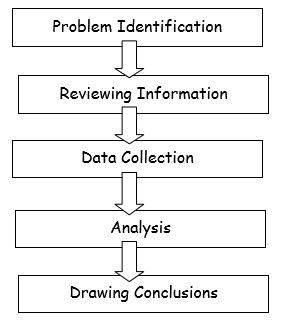 Problem Identification
Reviewing Information
Data Collection
Analysis
Drawing Conclusions